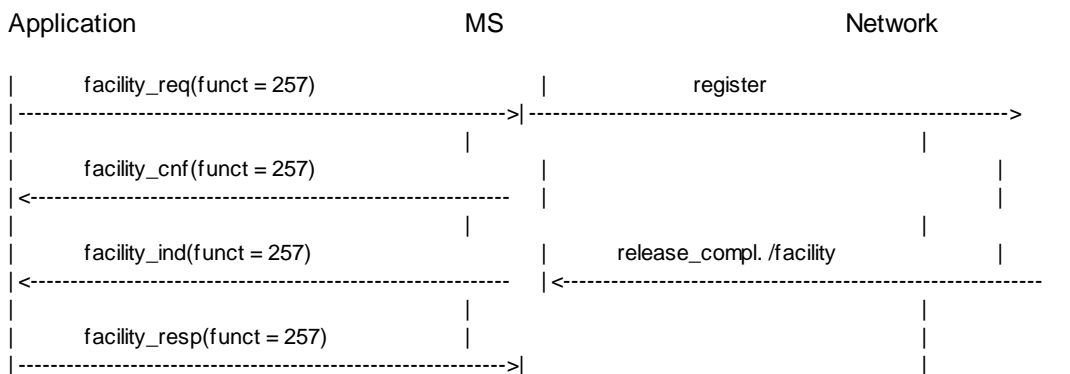 Application MS Network
facility_req(funct = 257) register
facility_cnf(funct = 257)
facility_ind(funct = 257) release_compl. /facility
facility_resp(funct = 257)